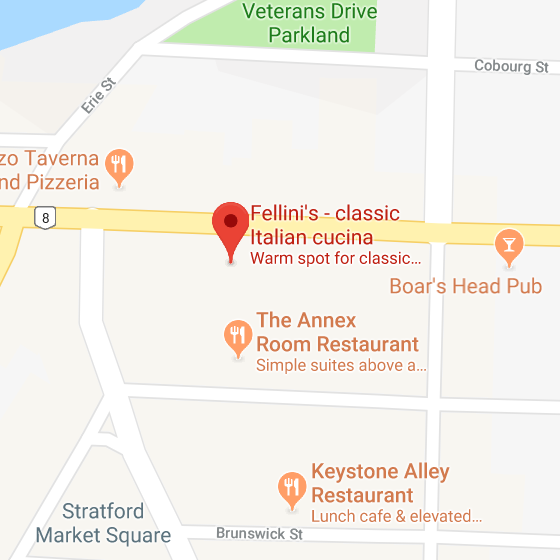 Veterans Drive
Parkland
Cobourg St
Erie St
zo Taverna
nd Pizzeria
8
Fellini's - classic
Italian cucina
Warm spot for classic...
Boar's Head Pub
The Annex
Room Restaurant
Simple suites above a...
Keystone Alley
Restaurant
Lunch cafe & elevated...
Stratford
Market Square
Brunswick St